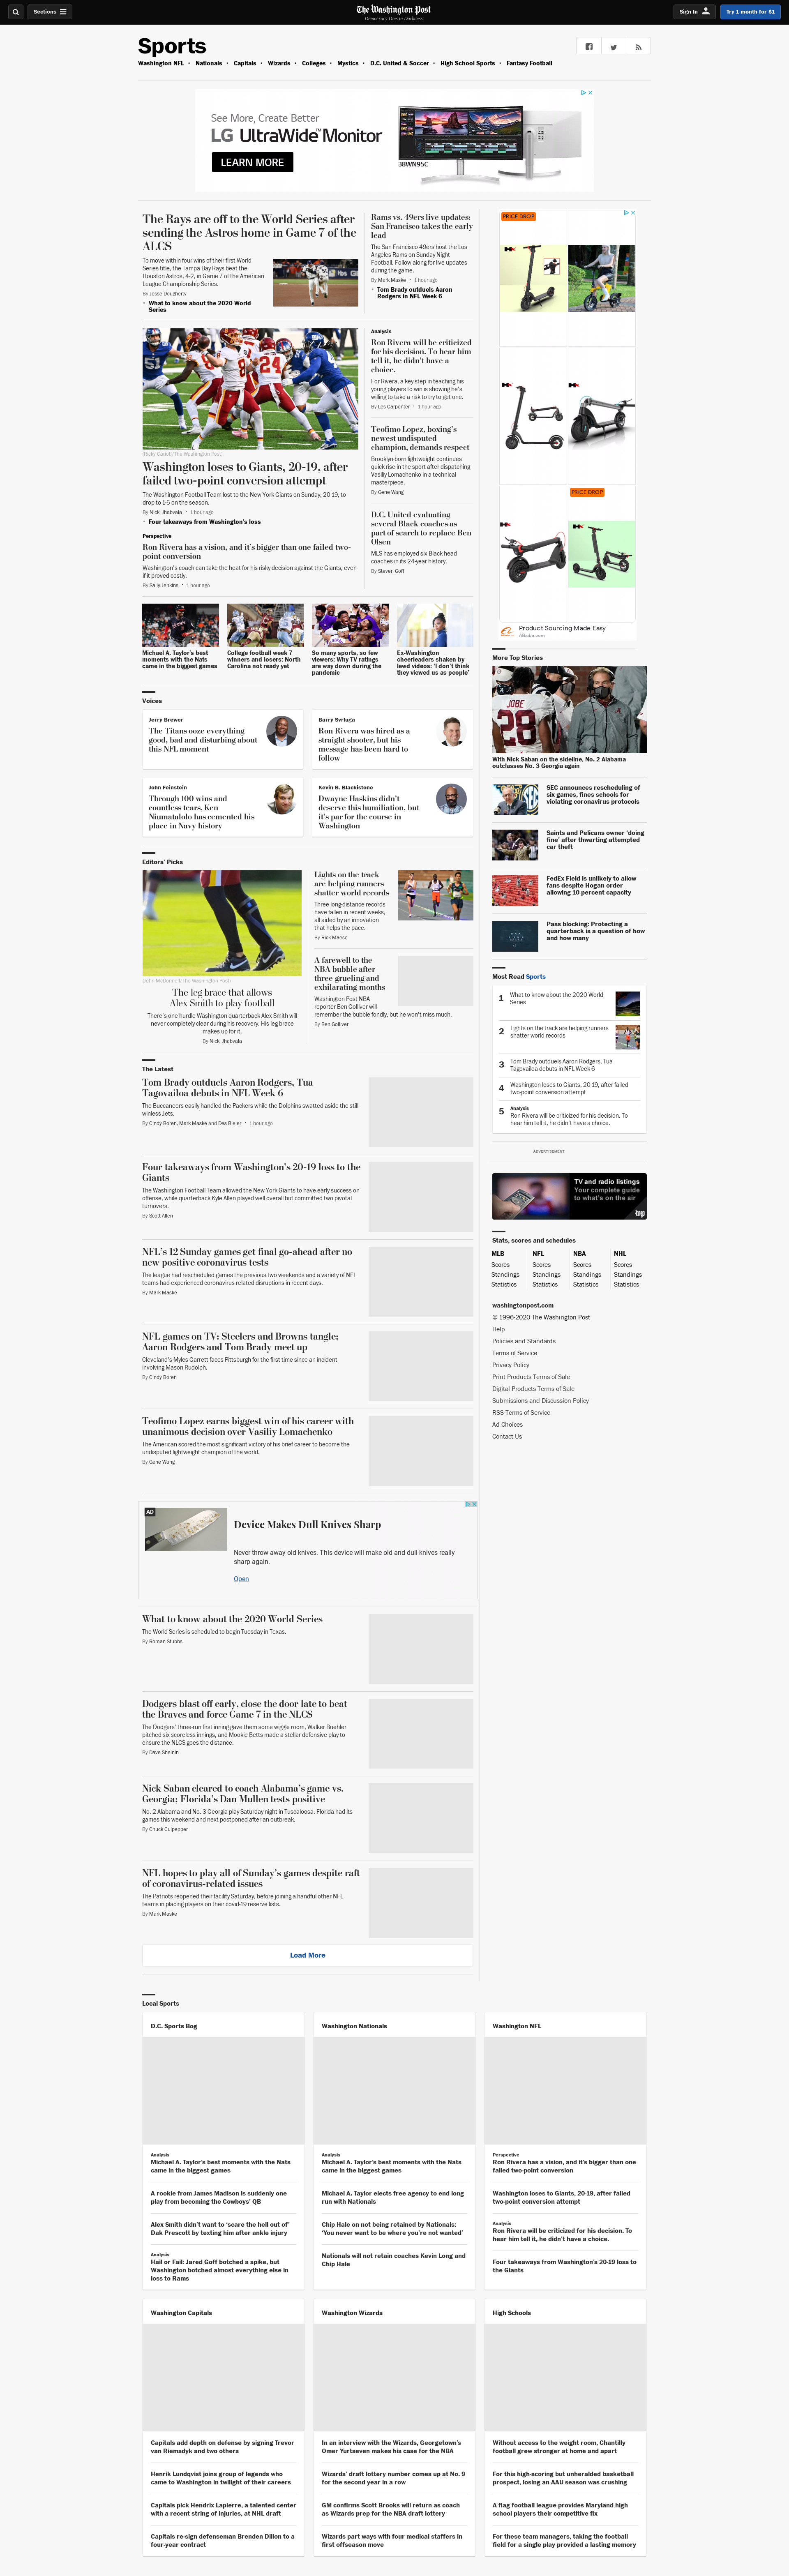 Sections
The Washington Post
Democracy Dies in Darkness
Sign In
Try 1 month for $1
Sports
Washington NFL • Nationals • Capitals • Wizards • Colleges • Mystics • D.C. United & Soccer • High School Sports • Fantasy Football
See More, Create Better
LG UltraWide™ Monitor
LEARN MORE
38WN95C
The Rays are off to the World Series after
sending the Astros home in Game 7 of the
ALCS
To move within four wins of their first World
Series title, the Tampa Bay Rays beat the
Houston Astros, 4-2, in Game 7 of the American
League Championship Series.
By Jesse Dougherty
• What to know about the 2020 World
Series
Rams vs. 49ers live updates:
San Francisco takes the early
lead
The San Francisco 49ers host the Los
Angeles Rams on Sunday Night
Football. Follow along for live updates
during the game.
By Mark Maske • 1 hour ago
• Tom Brady outduels Aaron
Rodgers in NFL Week 6
(Ricky Carioti/The Washington Post)
Washington loses to Giants, 20-19, after
failed two-point conversion attempt
The Washington Football Team lost to the New York Giants on Sunday, 20-19, to
drop to 1-5 on the season.
By Nicki Jhabvala • 1 hour ago
• Four takeaways from Washington's loss
Perspective
Ron Rivera has a vision, and it's bigger than one failed two-
point conversion
Washington's coach can take the heat for his risky decision against the Giants, even
if it proved costly.
By Sally Jenkins • 1 hour ago
Analysis
Ron Rivera will be criticized
for his decision. To hear him
tell it, he didn't have a
choice.
For Rivera, a key step in teaching his
young players to win is showing he's
willing to take a risk to try to get one.
By Les Carpenter • 1 hour ago
Teofimo Lopez, boxing's
newest undisputed
champion, demands respect
Brooklyn-born lightweight continues
quick rise in the sport after dispatching
Vasiliy Lomachenko in a technical
masterpiece.
By Gene Wang
D.C. United evaluating
several Black coaches as
part of search to replace Ben
Olsen
MLS has employed six Black head
coaches in its 24-year history.
By Steven Goff
Michael A. Taylor's best
moments with the Nats
came in the biggest games
College football week 7
winners and losers: North
Carolina not ready yet
So many sports, so few
viewers: Why TV ratings
are way down during the
pandemic
Ex-Washington
cheerleaders shaken by
lewd videos: 'I don't think
they viewed us as people'
Voices
Jerry Brewer
The Titans ooze everything
good, bad and disturbing about
this NFL moment
Barry Svrluga
Ron Rivera was hired as a
straight shooter, but his
message has been hard to
follow
John Feinstein
Through 100 wins and
countless tears, Ken
Niumatalolo has cemented his
place in Navy history
Kevin B. Blackistone
Dwayne Haskins didn't
deserve this humiliation, but
it's par for the course in
Washington
Editors' Picks
(John McDonnell/The Washington Post)
The leg brace that allows
Alex Smith to play football
There's one hurdle Washington quarterback Alex Smith will
never completely clear during his recovery. His leg brace
makes up for it.
By Nicki Jhabvala
Lights on the track
are helping runners
shatter world records
Three long-distance records
have fallen in recent weeks,
all aided by an innovation
that helps the pace.
By Rick Maese
A farewell to the
NBA bubble after
three grueling and
exhilarating months
Washington Post NBA
reporter Ben Golliver will
remember the bubble fondly, but he won't miss much.
By Ben Golliver
The Latest
Tom Brady outduels Aaron Rodgers, Tua
Tagovailoa debuts in NFL Week 6
The Buccaneers easily handled the Packers while the Dolphins swatted aside the still-
winless Jets.
By Cindy Boren, Mark Maske and Des Bieler • 1 hour ago
Four takeaways from Washington's 20-19 loss to the
Giants
The Washington Football Team allowed the New York Giants to have early success on
offense, while quarterback Kyle Allen played well overall but committed two pivotal
turnovers.
By Scott Allen
NFL's 12 Sunday games get final go-ahead after no
new positive coronavirus tests
The league had rescheduled games the previous two weekends and a variety of NFL
teams had experienced coronavirus-related disruptions in recent days.
By Mark Maske
NFL games on TV: Steelers and Browns tangle;
Aaron Rodgers and Tom Brady meet up
Cleveland's Myles Garrett faces Pittsburgh for the first time since an incident
involving Mason Rudolph.
By Cindy Boren
Teofimo Lopez earns biggest win of his career with
unanimous decision over Vasiliy Lomachenko
The American scored the most significant victory of his brief career to become the
undisputed lightweight champion of the world.
By Gene Wang
AD
Device Makes Dull Knives Sharp
Never throw away old knives. This device will make old and dull knives really
sharp again.
Open
What to know about the 2020 World Series
The World Series is scheduled to begin Tuesday in Texas.
By Roman Stubbs
Dodgers blast off early, close the door late to beat
the Braves and force Game 7 in the NLCS
The Dodgers' three-run first inning gave them some wiggle room, Walker Buehler
pitched six scoreless innings, and Mookie Betts made a stellar defensive play to
ensure the NLCS goes the distance.
By Dave Sheinin
Nick Saban cleared to coach Alabama's game vs.
Georgia; Florida's Dan Mullen tests positive
No. 2 Alabama and No. 3 Georgia play Saturday night in Tuscaloosa. Florida had its
games this weekend and next postponed after an outbreak.
By Chuck Culpepper
NFL hopes to play all of Sunday's games despite raft
of coronavirus-related issues
The Patriots reopened their facility Saturday, before joining a handful other NFL
teams in placing players on their covid-19 reserve lists.
By Mark Maske
Load More
PRICE DROP
PRICE DROP
Product Sourcing Made Easy
Alibaba.com
More Top Stories
JOBE
28
With Nick Saban on the sideline, No. 2 Alabama
outclasses No. 3 Georgia again
SEC announces rescheduling of
six games, fines schools for
violating coronavirus protocols
Saints and Pelicans owner 'doing
fine' after thwarting attempted
car theft
FedEx Field is unlikely to allow
fans despite Hogan order
allowing 10 percent capacity
Pass blocking: Protecting a
quarterback is a question of how
and how many
Most Read Sports
1 What to know about the 2020 World
Series
2 Lights on the track are helping runners
shatter world records
3 Tom Brady outduels Aaron Rodgers, Tua
Tagovailoa debuts in NFL Week 6
4 Washington loses to Giants, 20-19, after failed
two-point conversion attempt
5 Analysis
Ron Rivera will be criticized for his decision. To
hear him tell it, he didn't have a choice.
ADVERTISEMENT
TV and radio listings
Your complete guide
to what's on the air
wp
Stats, scores and schedules
MLB NFL NBA NHL
Scores Scores Scores Scores
Standings Standings Standings Standings
Statistics Statistics Statistics Statistics
washingtonpost.com
© 1996-2020 The Washington Post
Help
Policies and Standards
Terms of Service
Privacy Policy
Print Products Terms of Sale
Digital Products Terms of Sale
Submissions and Discussion Policy
RSS Terms of Service
Ad Choices
Contact Us
Local Sports
D.C. Sports Bog
Analysis
Michael A. Taylor's best moments with the Nats
came in the biggest games
A rookie from James Madison is suddenly one
play from becoming the Cowboys' QB
Alex Smith didn't want to 'scare the hell out of'
Dak Prescott by texting him after ankle injury
Analysis
Hail or Fail: Jared Goff botched a spike, but
Washington botched almost everything else in
loss to Rams
Washington Nationals
Analysis
Michael A. Taylor's best moments with the Nats
came in the biggest games
Michael A. Taylor elects free agency to end long
run with Nationals
Chip Hale on not being retained by Nationals:
'You never want to be where you're not wanted'
Nationals will not retain coaches Kevin Long and
Chip Hale
Washington NFL
Perspective
Ron Rivera has a vision, and it's bigger than one
failed two-point conversion
Washington loses to Giants, 20-19, after failed
two-point conversion attempt
Analysis
Ron Rivera will be criticized for his decision. To
hear him tell it, he didn't have a choice.
Four takeaways from Washington's 20-19 loss to
the Giants
Washington Capitals
Capitals add depth on defense by signing Trevor
van Riemsdyk and two others
Henrik Lundqvist joins group of legends who
came to Washington in twilight of their careers
Capitals pick Hendrix Lapierre, a talented center
with a recent string of injuries, at NHL draft
Capitals re-sign defenseman Brenden Dillon to a
four-year contract
Washington Wizards
In an interview with the Wizards, Georgetown's
Omer Yurtseven makes his case for the NBA
Wizards' draft lottery number comes up at No. 9
for the second year in a row
GM confirms Scott Brooks will return as coach
as Wizards prep for the NBA draft lottery
Wizards part ways with four medical staffers in
first offseason move
High Schools
Without access to the weight room, Chantilly
football grew stronger at home and apart
For this high-scoring but unheralded basketball
prospect, losing an AAU season was crushing
A flag football league provides Maryland high
school players their competitive fix
For these team managers, taking the football
field for a single play provided a lasting memory